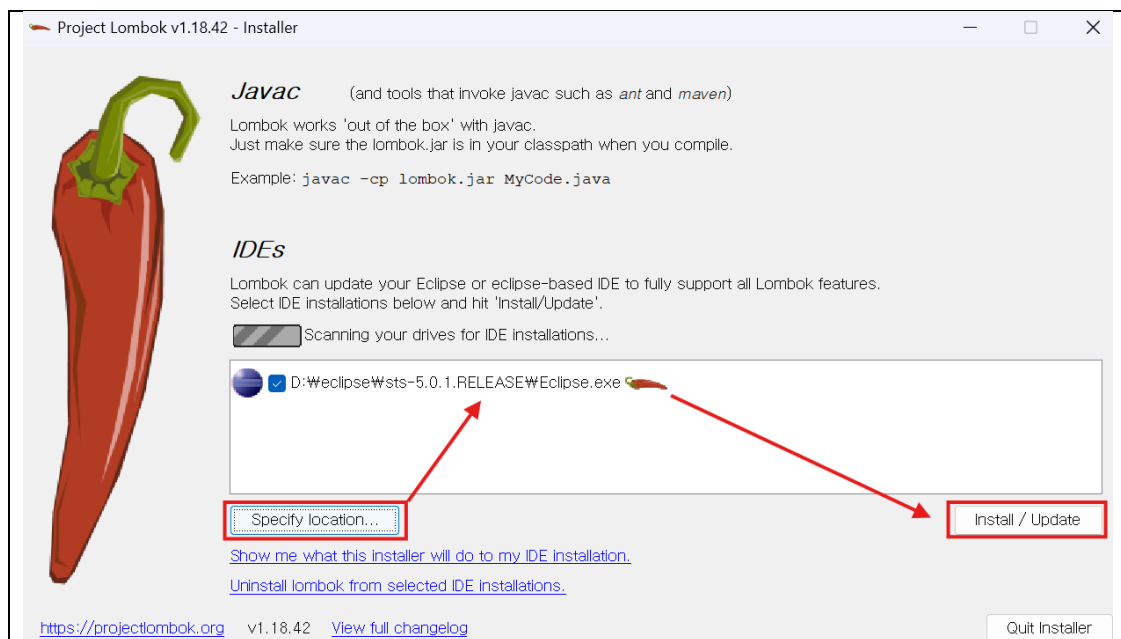 Project Lombok v1.18.42 - Installer
Javac (and tools that invoke javac such as ant and maven)
Lombok works 'out of the box' with javac.
Just make sure the lombok.jar is in your classpath when you compile.
Example: javac -cp lombok.jar MyCode.java
IDEs
Lombok can update your Eclipse or eclipse-based IDE to fully support all Lombok features.
Select IDE installations below and hit 'Install/Update'.
Scanning your drives for IDE installations...
D:₩eclipse₩sts-5.0.1.RELEASE₩Eclipse.exe
Specify location...
Install / Update
Show me what this installer will do to my IDE installation.
Uninstall lombok from selected IDE installations.
https://projectlombok.org v1.18.42 View full changelog
Quit Installer